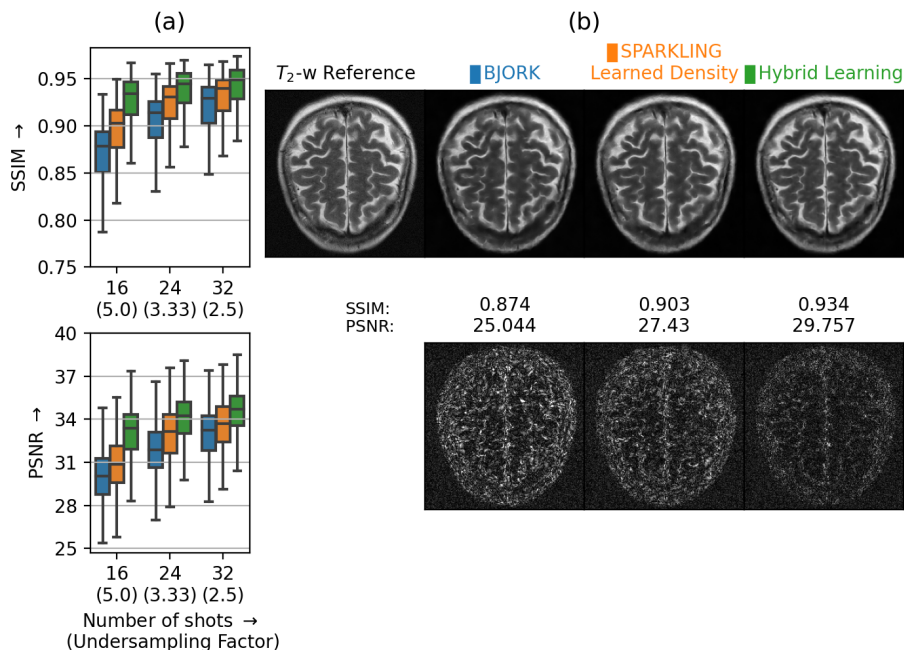 (a)
SSIM →
0.95
0.90
0.85
0.80
0.75
16 24 32
(5.0) (3.33) (2.5)
PSNR →
40
37
34
31
28
25
16 24 32
(5.0) (3.33) (2.5)
Number of shots →
(Undersampling Factor)
(b)
T₂-w Reference
BJORK
SPARKLING
Learned Density
Hybrid Learning
SSIM: 0.874 0.903 0.934
PSNR: 25.044 27.43 29.757